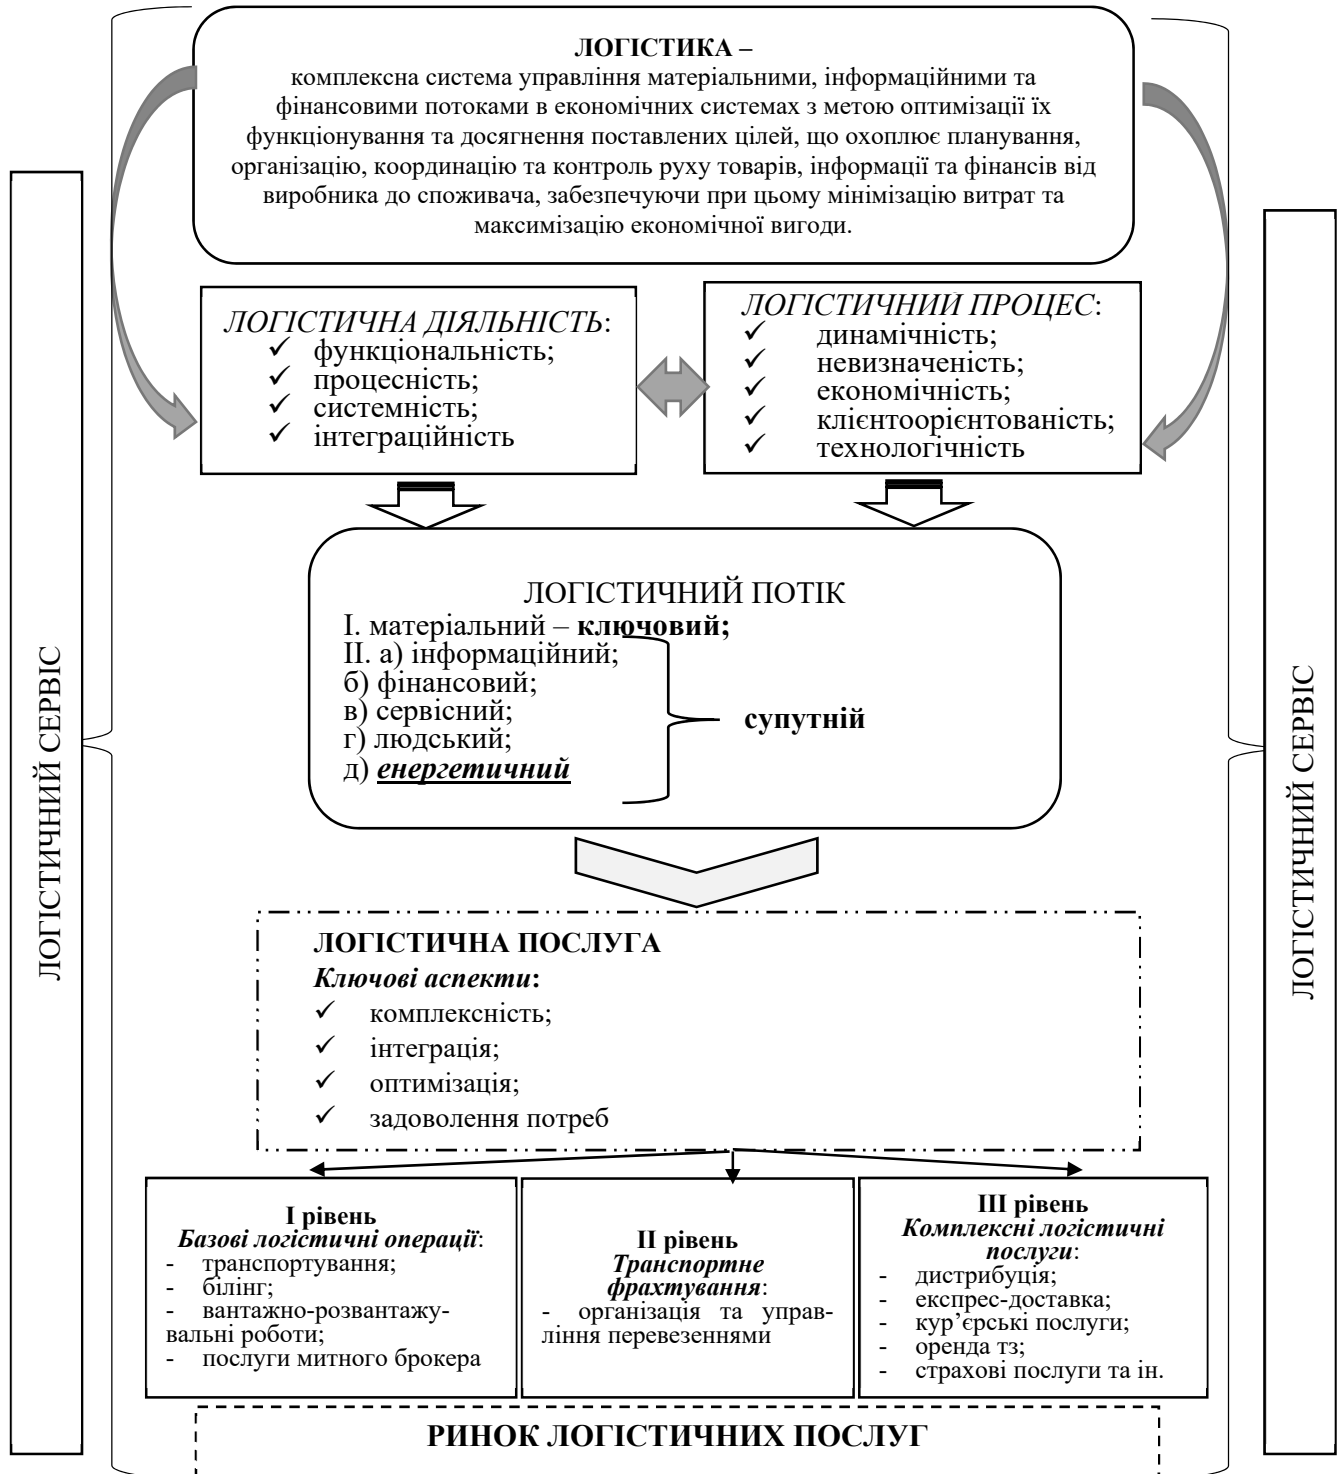 ЛОГІСТИКА –
комплексна система управління матеріальними, інформаційними та
фінансовими потоками в економічних системах з метою оптимізації їх
функціонування та досягнення поставлених цілей, що охоплює планування,
організацію, координацію та контроль руху товарів, інформації та фінансів від
виробника до споживача, забезпечуючи при цьому мінімізацію витрат та
максимізацію економічної вигоди.
ЛОГІСТИЧНИЙ СЕРВІС
ЛОГІСТИЧНА ДІЯЛЬНІСТЬ:
✓ функціональність;
✓ процесність;
✓ системність;
✓ інтеграційність
ЛОГІСТИЧНИЙ ПРОЦЕС:
✓ динамічність;
✓ невизначеність;
✓ економічність;
✓ клієнтоорієнтованість;
✓ технологічність
ЛОГІСТИЧНИЙ СЕРВІС
ЛОГІСТИЧНИЙ ПОТІК
І. матеріальний – ключовий;
ІІ. а) інформаційний;
б) фінансовий;
в) сервісний;
г) людський;
д) енергетичний
супутній
ЛОГІСТИЧНА ПОСЛУГА
Ключові аспекти:
✓ комплексність;
✓ інтеграція;
✓ оптимізація;
✓ задоволення потреб
І рівень
Базові логістичні операції:
- транспортування;
- білінг;
- вантажно-розвантажу-
вальні роботи;
- послуги митного брокера
ІІ рівень
Транспортне
фрахтування:
- організація та управ-
ління перевезеннями
ІІІ рівень
Комплексні логістичні
послуги:
- дистрибуція;
- експрес-доставка;
- кур’єрські послуги;
- оренда тз;
- страхові послуги та ін.
РИНОК ЛОГІСТИЧНИХ ПОСЛУГ